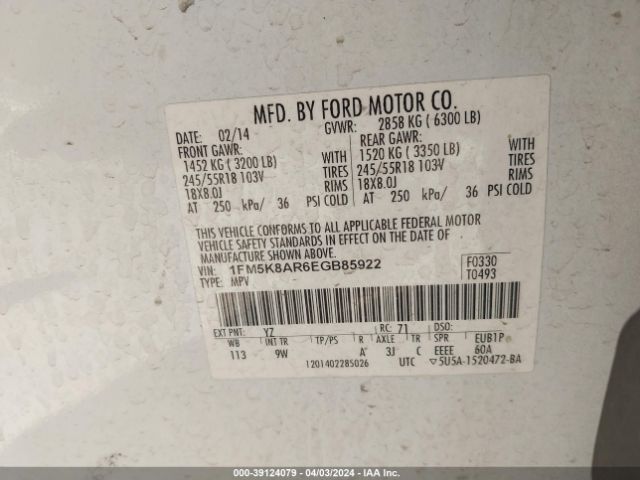 MFD. BY FORD MOTOR CO.
DATE: 02/14 GVWR: 2858 KG ( 6300 LB)
FRONT GAWR: REAR GAWR:
1452 KG ( 3200 LB) WITH 1520 KG ( 3350 LB) WITH
245/55R18 103V TIRES 245/55R18 103V TIRES
18X8.0J RIMS 18X8.0J RIMS
AT 250 kPa/ 36 PSI COLD AT 250 kPa/ 36 PSI COLD
THIS VEHICLE CONFORMS TO ALL APPLICABLE FEDERAL MOTOR
VEHICLE SAFETY STANDARDS IN EFFECT ON THE DATE OF
MANUFACTURE SHOWN ABOVE.
VIN: 1FM5K8AR6EGB85922 F0330
TYPE: MPV T0493
EXT PNT: YZ RC: 71 DSO:
WB INT TR TP/PS R AXLE TR SPR EUB1P
113 9W A 3J C EEEE 60A
1201402285026 UTC ▽5U5A-1520472-BA
000-39124079 - 04/03/2024 - IAA Inc.